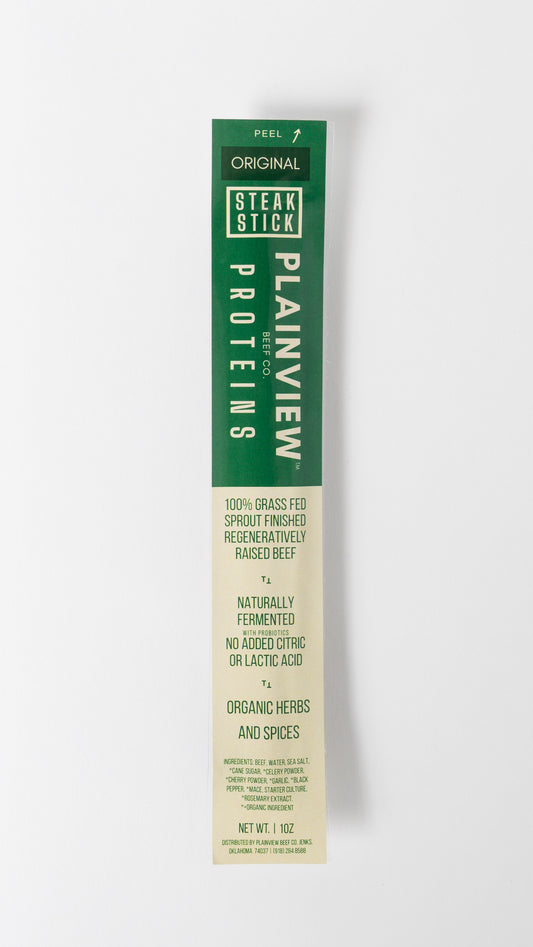 PEEL
ORIGINAL
STEAK
STICK
PLAINVIEW™
BEEF CO.
PROTEINS
100% GRASS FED
SPROUT FINISHED
REGENERATIVELY
RAISED BEEF
NATURALLY
FERMENTED
WITH PROBIOTICS
NO ADDED CITRIC
OR LACTIC ACID
ORGANIC HERBS
AND SPICES
INGREDIENTS: BEEF, WATER, SEA SALT,
*CANE SUGAR, *CELERY POWDER,
*CHERRY POWDER, *GARLIC, *BLACK
PEPPER, *MACE, STARTER CULTURE,
*ROSEMARY EXTRACT,
*=ORGANIC INGREDIENT
NET WT. | 1OZ
DISTRIBUTED BY PLAINVIEW BEEF CO. JENKS,
OKLAHOMA. 74037 | (918) 264.8588